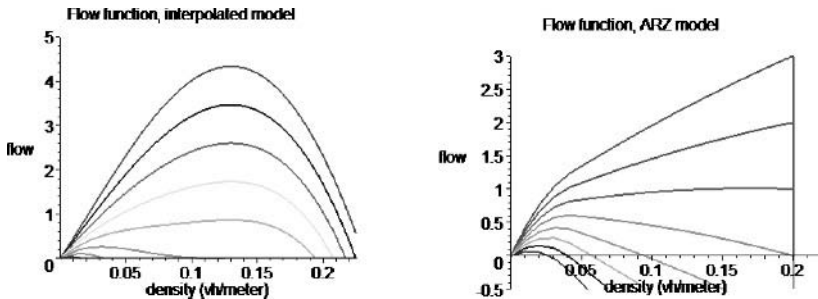 Flow function, interpolated model
5
4
3
flow
2
1
0
0.05 0.1 0.15 0.2
density (vh/meter)
Flow function, ARZ model
3
2.5
2
flow
1.5
1
0.5
0
0.05 0.1 0.15 0.2
density (vh/meter)
-0.5